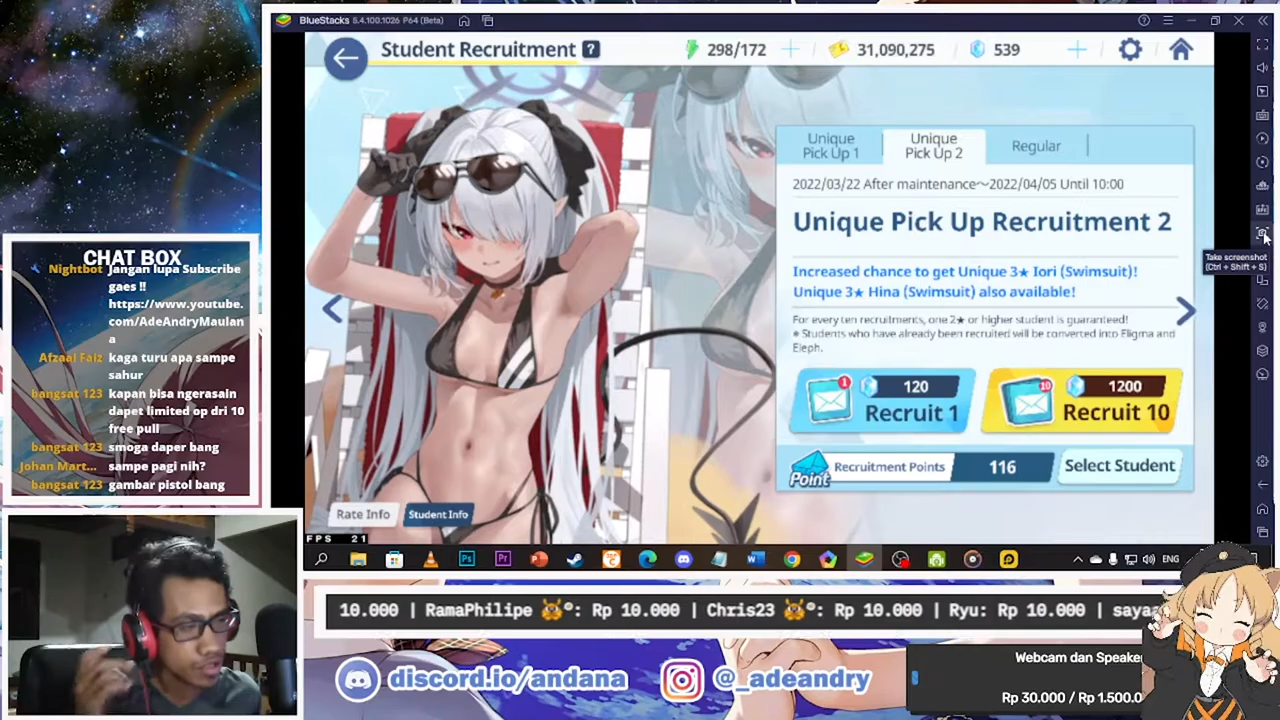 BlueStacks 5.4.100.1026 P64 (Beta)
Student Recruitment ?
298/172
31,090,275
539
Unique Pick Up 1
Unique Pick Up 2
Regular
2022/03/22 After maintenance～2022/04/05 Until 10:00
Unique Pick Up Recruitment 2
Increased chance to get Unique 3★ Iori (Swimsuit)!
Unique 3★ Hina (Swimsuit) also available!
For every ten recruitments, one 2★ or higher student is guaranteed!
※ Students who have already been recruited will be converted into Eligma and
Eleph.
1
120
Recruit 1
10
1200
Recruit 10
Point
Recruitment Points
116
Select Student
Rate Info
Student Info
FPS 21
Take screenshot
(Ctrl + Shift + S)
CHAT BOX
Nightbot Jangan lupa Subscribe
gaes !!
https://www.youtube.
com/AdeAndryMaulan
a
Afzaal Faiz kaga turu apa sampe
sahur
bangsat 123 kapan bisa ngerasain
dapet limited op dri 10
free pull
bangsat 123 smoga daper bang
Johan Mart... sampe pagi nih?
bangsat 123 gambar pistol bang
ENG
10.000 | RamaPhilipe : Rp 10.000 | Chris23 : Rp 10.000 | Ryu: Rp 10.000 | saya
discord.io/andana
@_adeandry
Webcam dan Speaker
Rp 30.000 / Rp 1.500.0